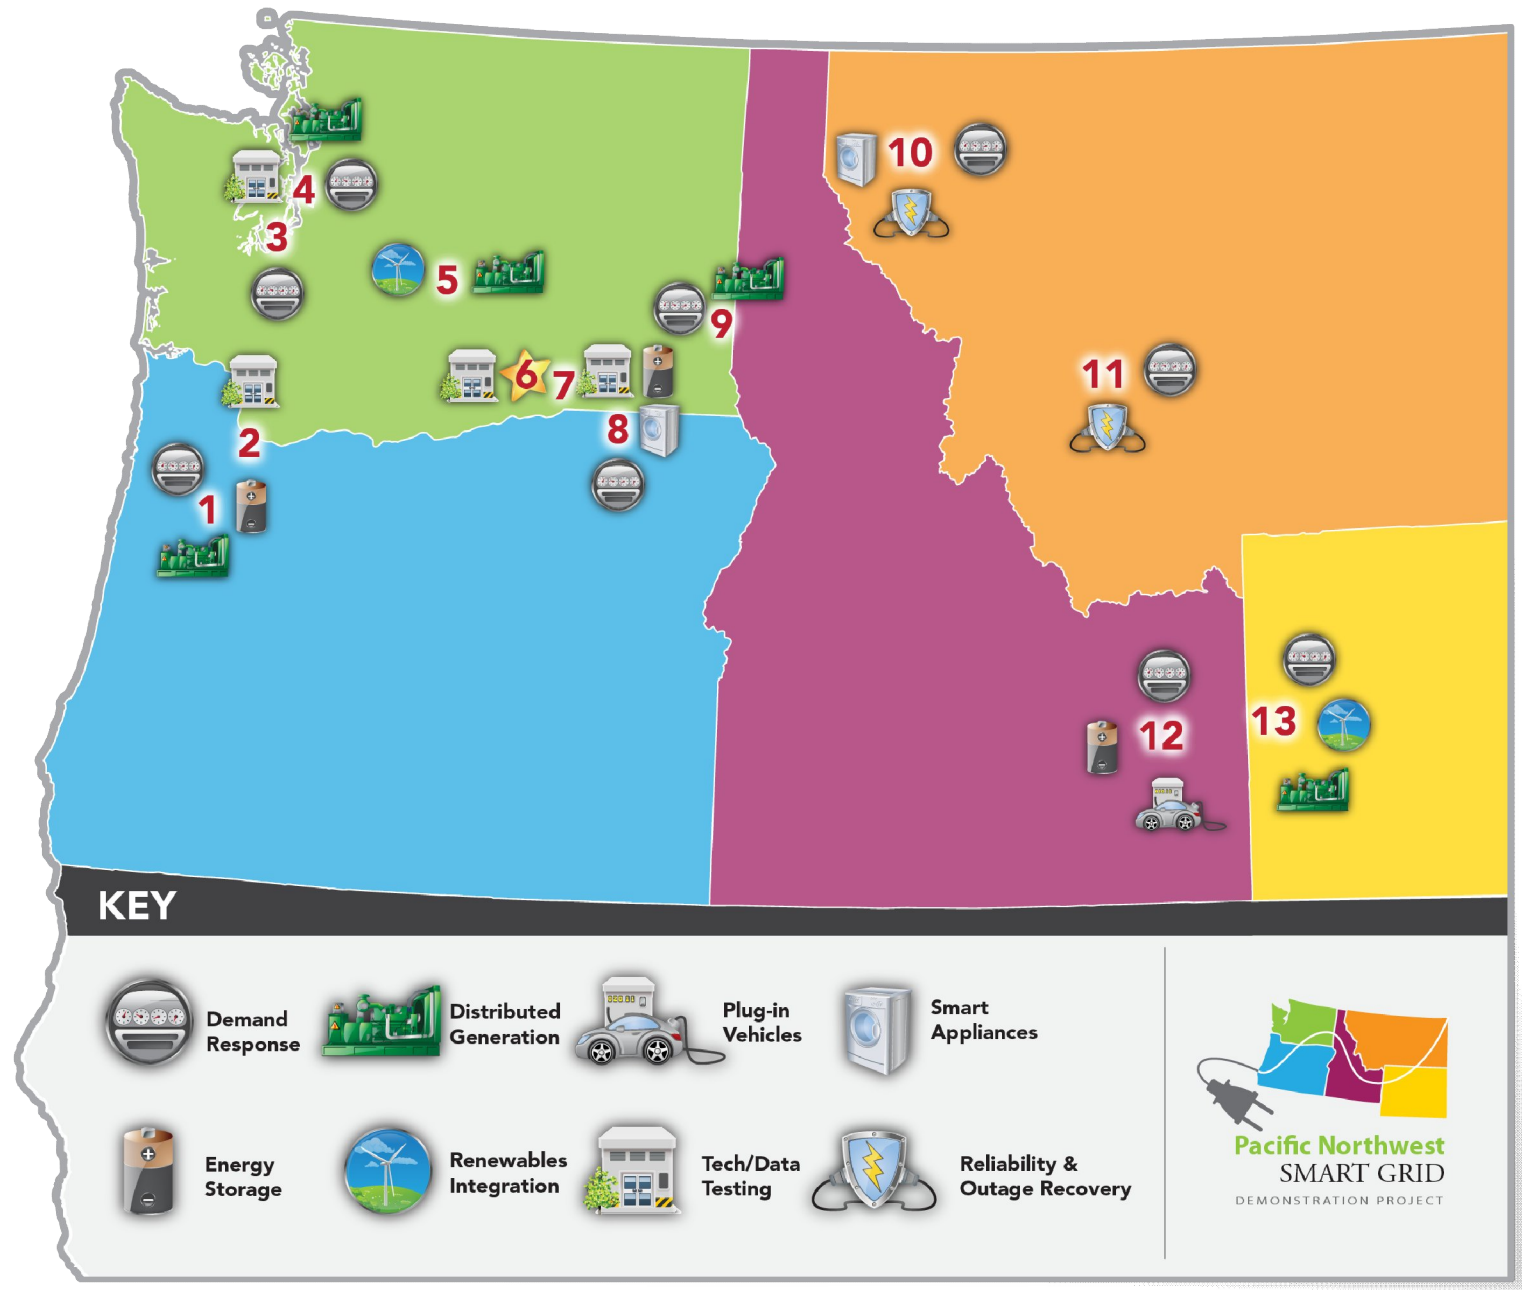 4
3
5
9
6
7
8
2
1
10
11
12
13
KEY
Demand
Response
Distributed
Generation
Plug-in
Vehicles
Smart
Appliances
Energy
Storage
Renewables
Integration
Tech/Data
Testing
Reliability &
Outage Recovery
Pacific Northwest
SMART GRID
DEMONSTRATION PROJECT